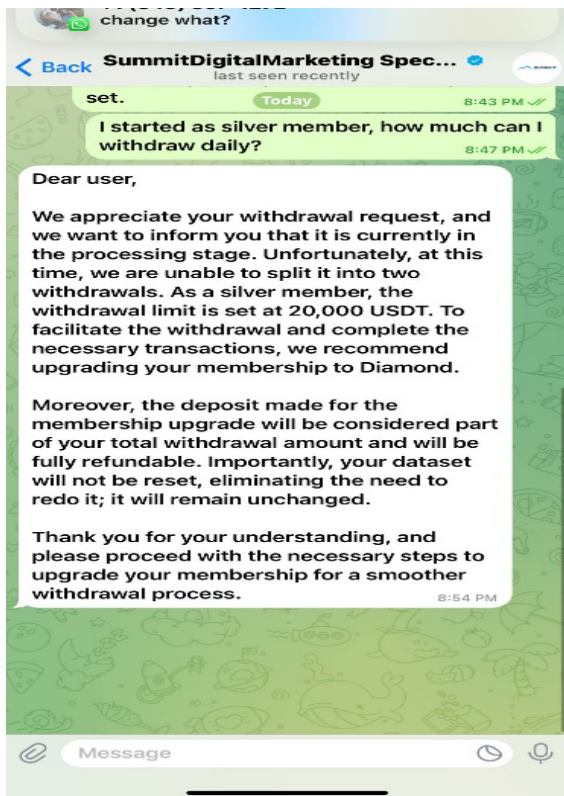 change what?
Back SummitDigitalMarketing Spec...
last seen recently
set.
Today
8:43 PM
I started as silver member, how much can I
withdraw daily?
8:47 PM
Dear user,
We appreciate your withdrawal request, and
we want to inform you that it is currently in
the processing stage. Unfortunately, at this
time, we are unable to split it into two
withdrawals. As a silver member, the
withdrawal limit is set at 20,000 USDT. To
facilitate the withdrawal and complete the
necessary transactions, we recommend
upgrading your membership to Diamond.
Moreover, the deposit made for the
membership upgrade will be considered part
of your total withdrawal amount and will be
fully refundable. Importantly, your dataset
will not be reset, eliminating the need to
redo it; it will remain unchanged.
Thank you for your understanding, and
please proceed with the necessary steps to
upgrade your membership for a smoother
withdrawal process.
8:54 PM
Message